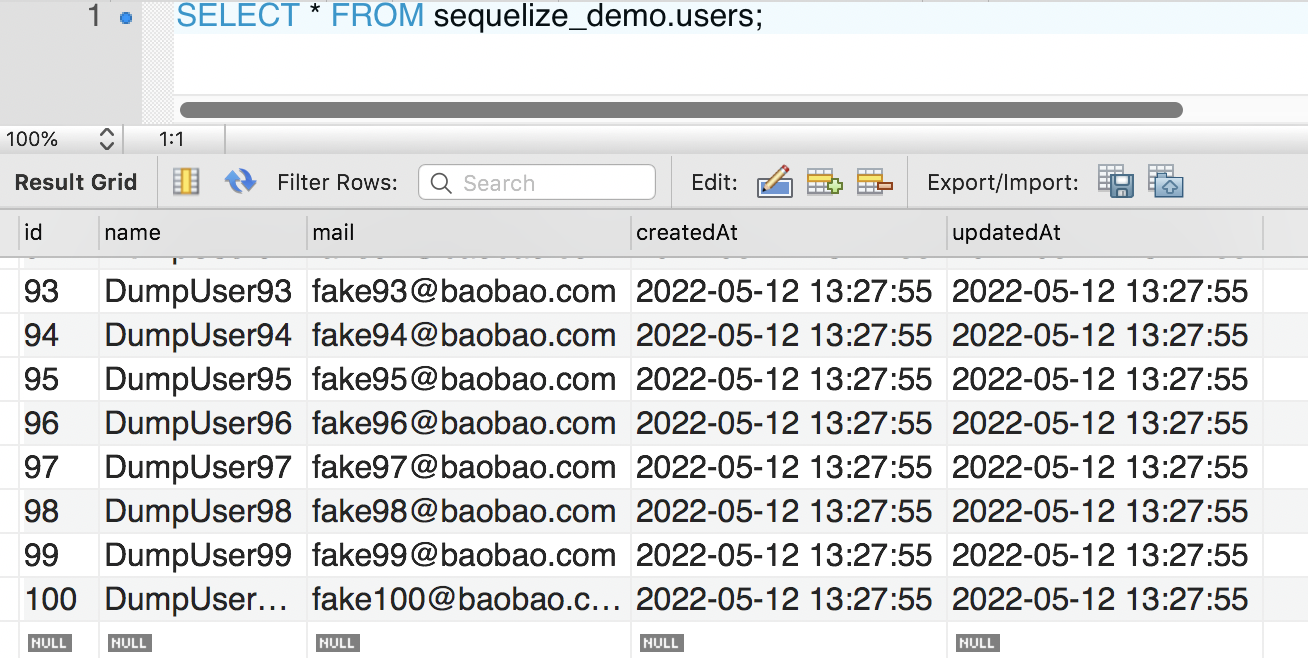 1 SELECT * FROM sequelize_demo.users;
100% 1:1
Result Grid Filter Rows: Search Edit: Export/Import:
id name mail createdAt updatedAt
93 DumpUser93 fake93@baobao.com 2022-05-12 13:27:55 2022-05-12 13:27:55
94 DumpUser94 fake94@baobao.com 2022-05-12 13:27:55 2022-05-12 13:27:55
95 DumpUser95 fake95@baobao.com 2022-05-12 13:27:55 2022-05-12 13:27:55
96 DumpUser96 fake96@baobao.com 2022-05-12 13:27:55 2022-05-12 13:27:55
97 DumpUser97 fake97@baobao.com 2022-05-12 13:27:55 2022-05-12 13:27:55
98 DumpUser98 fake98@baobao.com 2022-05-12 13:27:55 2022-05-12 13:27:55
99 DumpUser99 fake99@baobao.com 2022-05-12 13:27:55 2022-05-12 13:27:55
100 DumpUser... fake100@baobao.c... 2022-05-12 13:27:55 2022-05-12 13:27:55
NULL NULL NULL NULL NULL